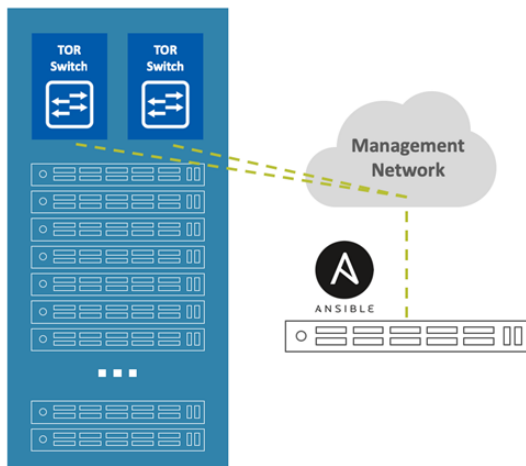 TOR
Switch
TOR
Switch
Management
Network
ANSIBLE